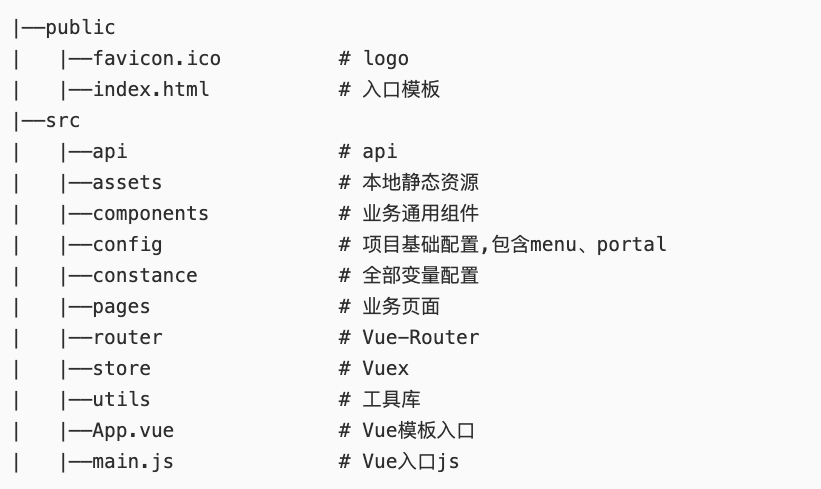 |——public
|   |——favicon.ico          # logo
|   |——index.html           # 入口模板
|——src
|   |——api                  # api
|   |——assets               # 本地静态资源
|   |——components           # 业务通用组件
|   |——config               # 项目基础配置,包含menu、portal
|   |——constance            # 全部变量配置
|   |——pages                # 业务页面
|   |——router               # Vue-Router
|   |——store                # Vuex
|   |——utils                # 工具库
|   |——App.vue              # Vue模板入口
|   |——main.js              # Vue入口js